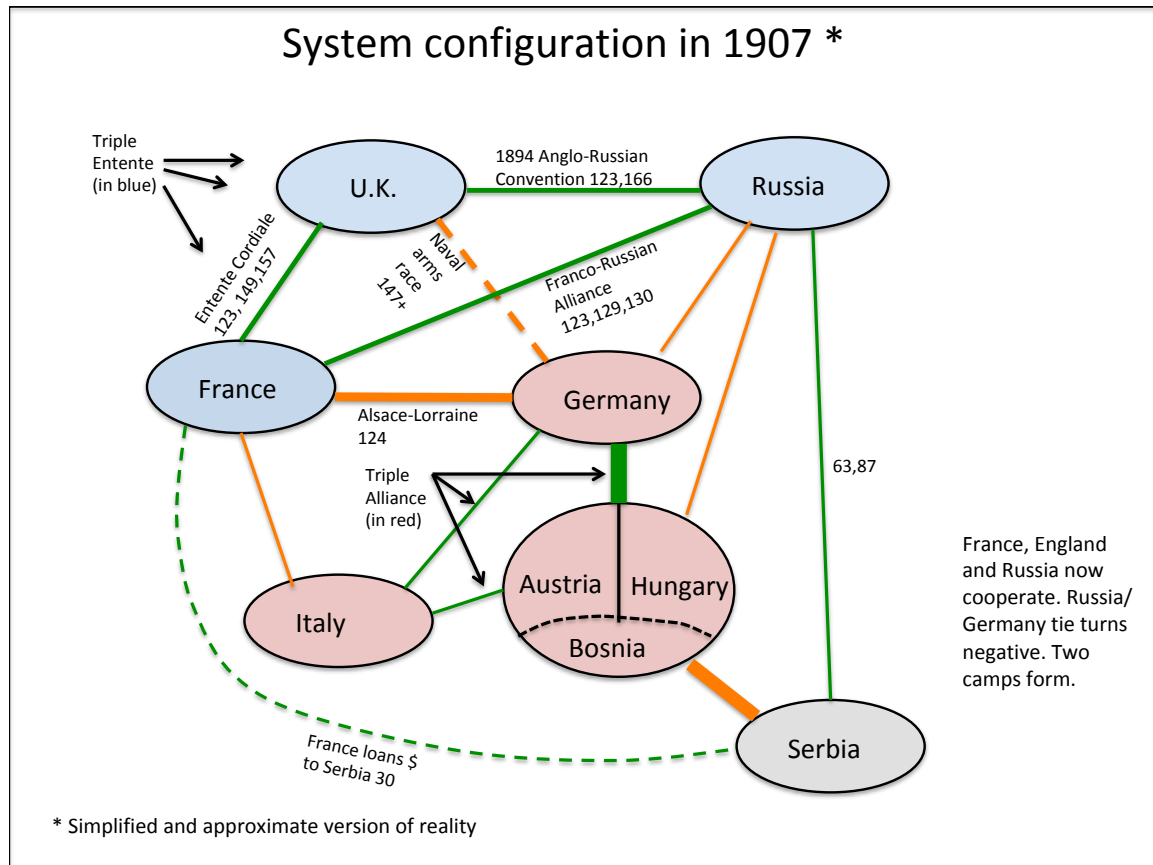 System configuration in 1907 *
Triple
Entente
(in blue)
U.K.
1894 Anglo-Russian
Convention 123,166
Russia
Entente Cordiale
123, 149,157
Naval
arms
race
147+
Franco-Russian
Alliance
123,129,130
France
Germany
Alsace-Lorraine
124
Triple
Alliance
(in red)
63,87
Austria
Hungary
Bosnia
Italy
France, England
and Russia now
cooperate. Russia/
Germany tie turns
negative. Two
camps form.
Serbia
France loans $
to Serbia 30
* Simplified and approximate version of reality